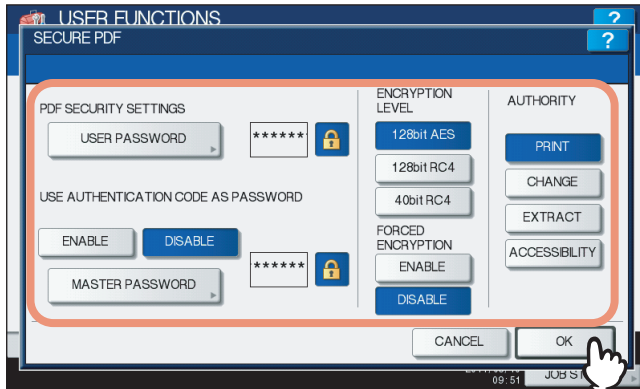 USER FUNCTIONS
?
SECURE PDF
?
PDF SECURITY SETTINGS
USER PASSWORD
******
USE AUTHENTICATION CODE AS PASSWORD
ENABLE
DISABLE
MASTER PASSWORD
******
ENCRYPTION
LEVEL
128bit AES
128bit RC4
40bit RC4
FORCED
ENCRYPTION
ENABLE
DISABLE
AUTHORITY
PRINT
CHANGE
EXTRACT
ACCESSIBILITY
CANCEL
OK
09:51
JOB